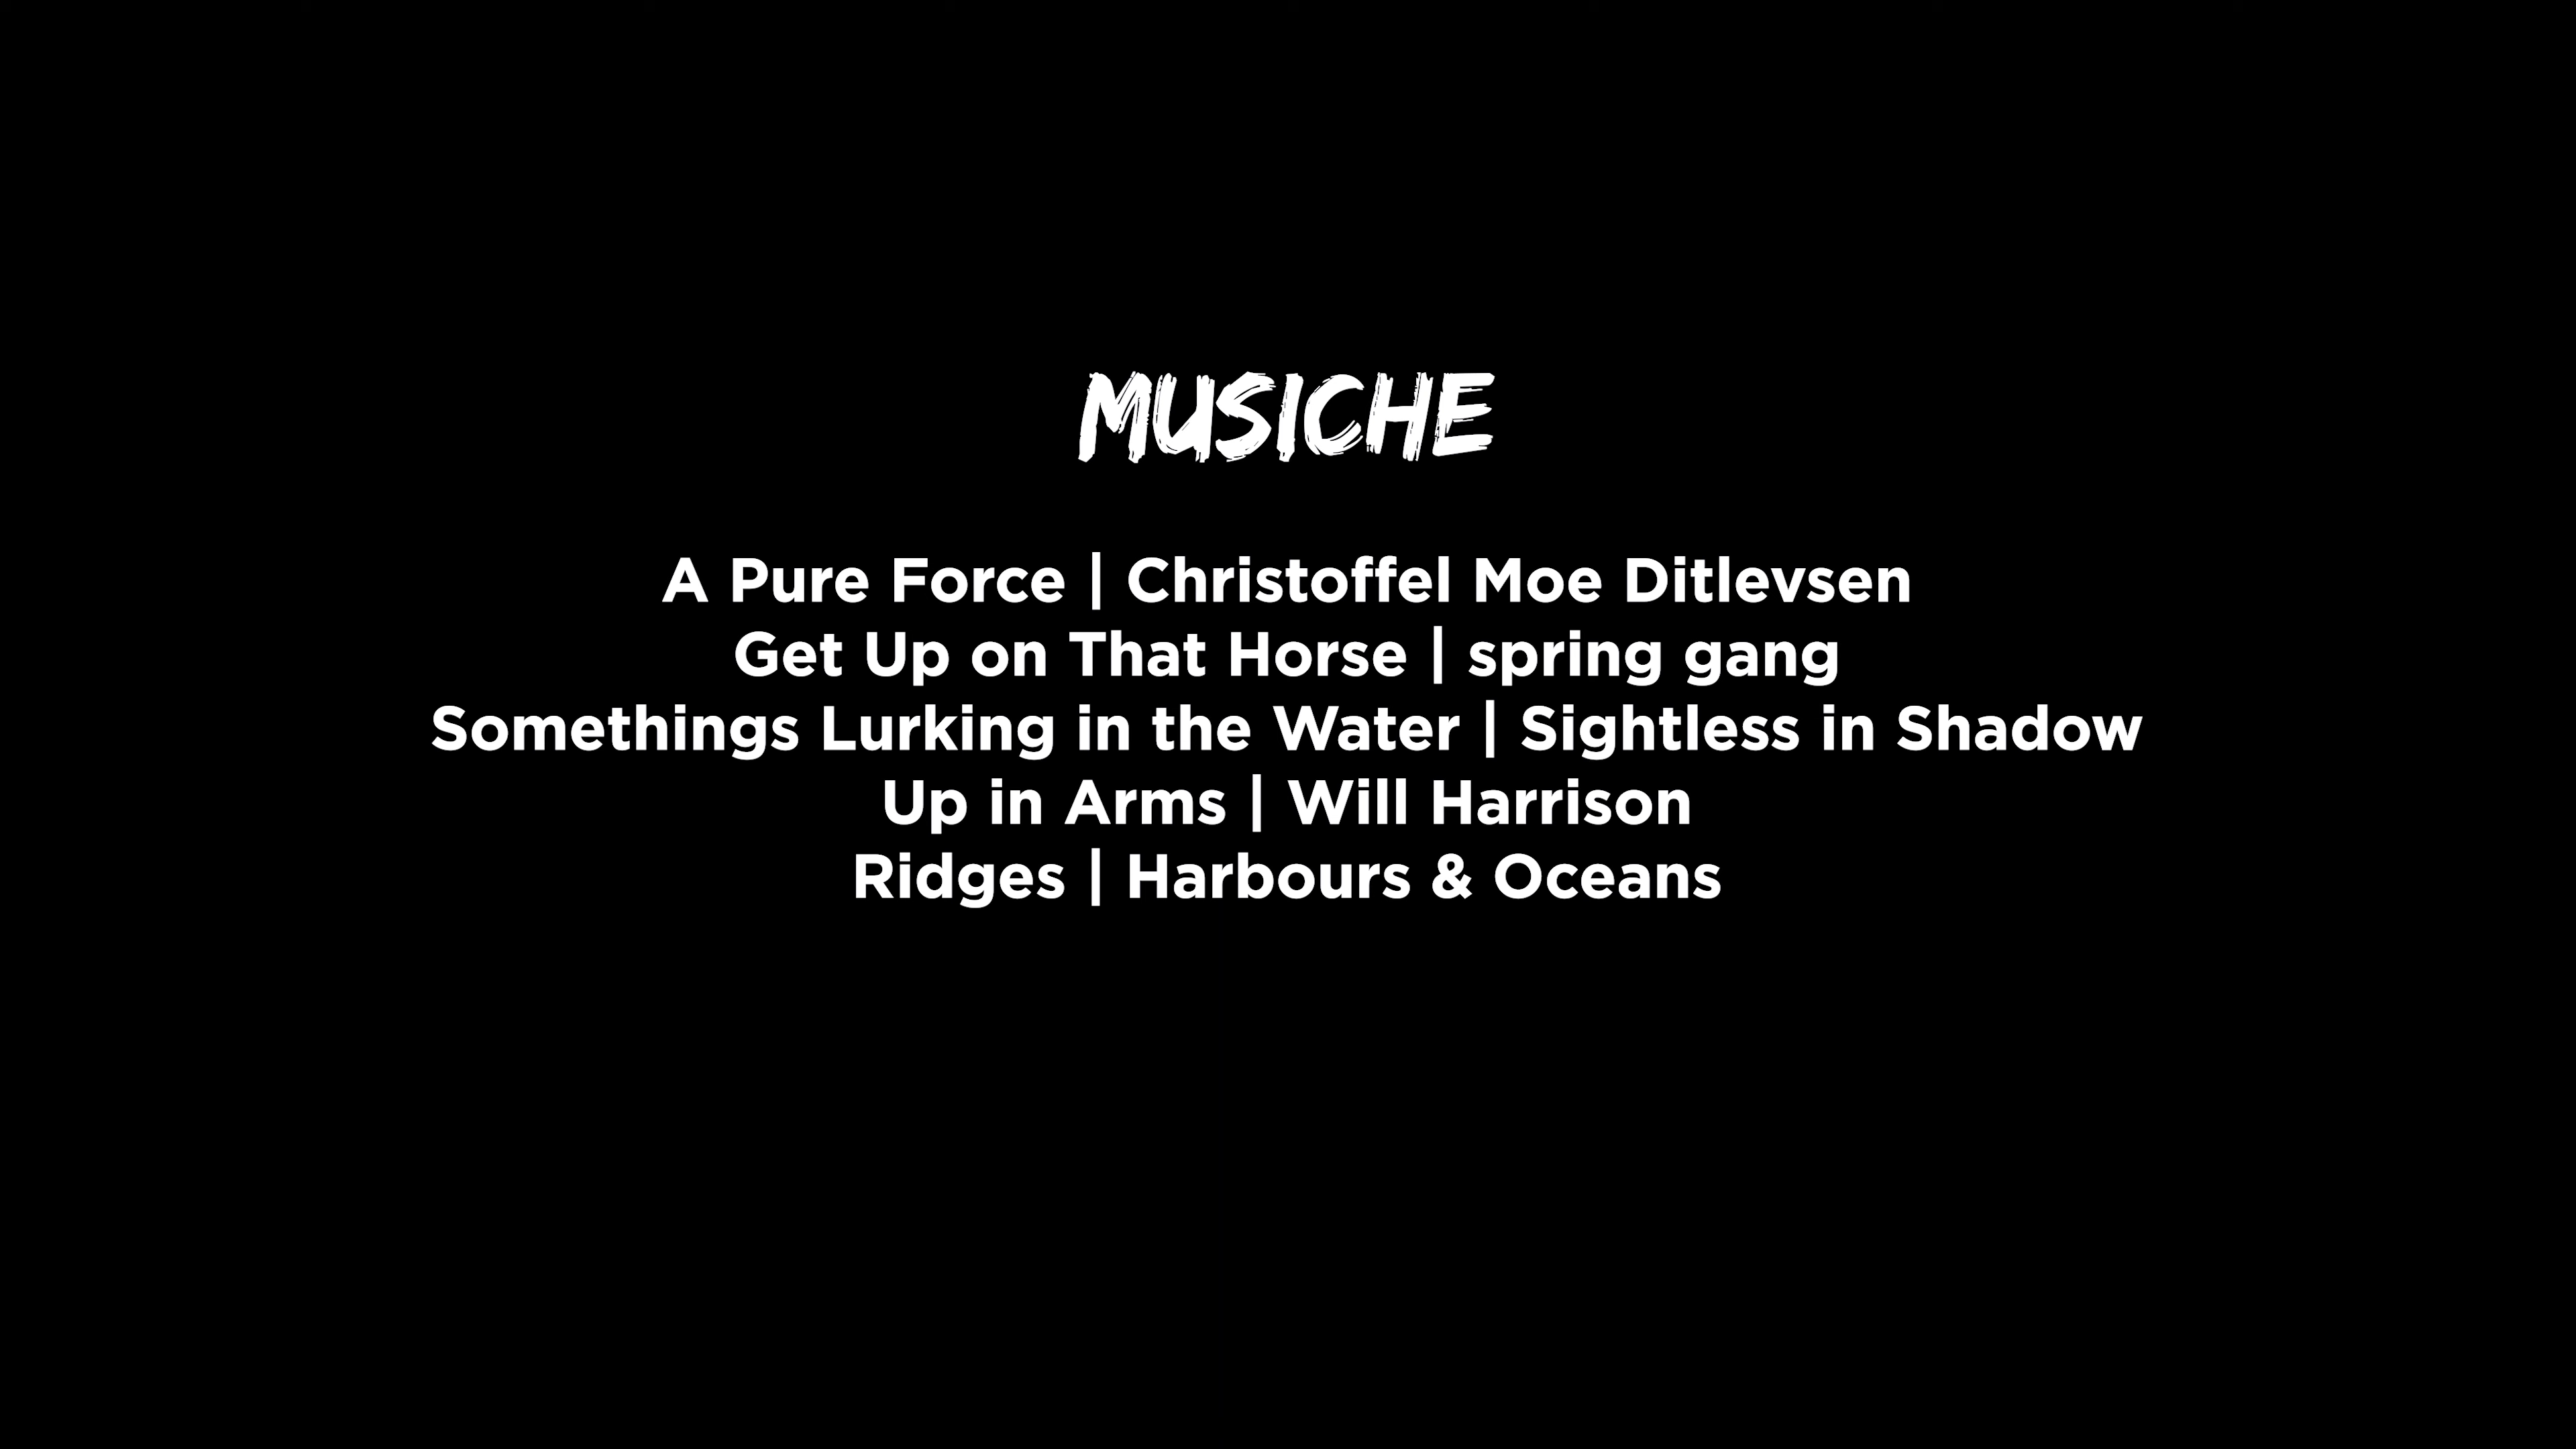 MUSICHE
A Pure Force | Christoffel Moe Ditlevsen
Get Up on That Horse | spring gang
Somethings Lurking in the Water | Sightless in Shadow
Up in Arms | Will Harrison
Ridges | Harbours & Oceans